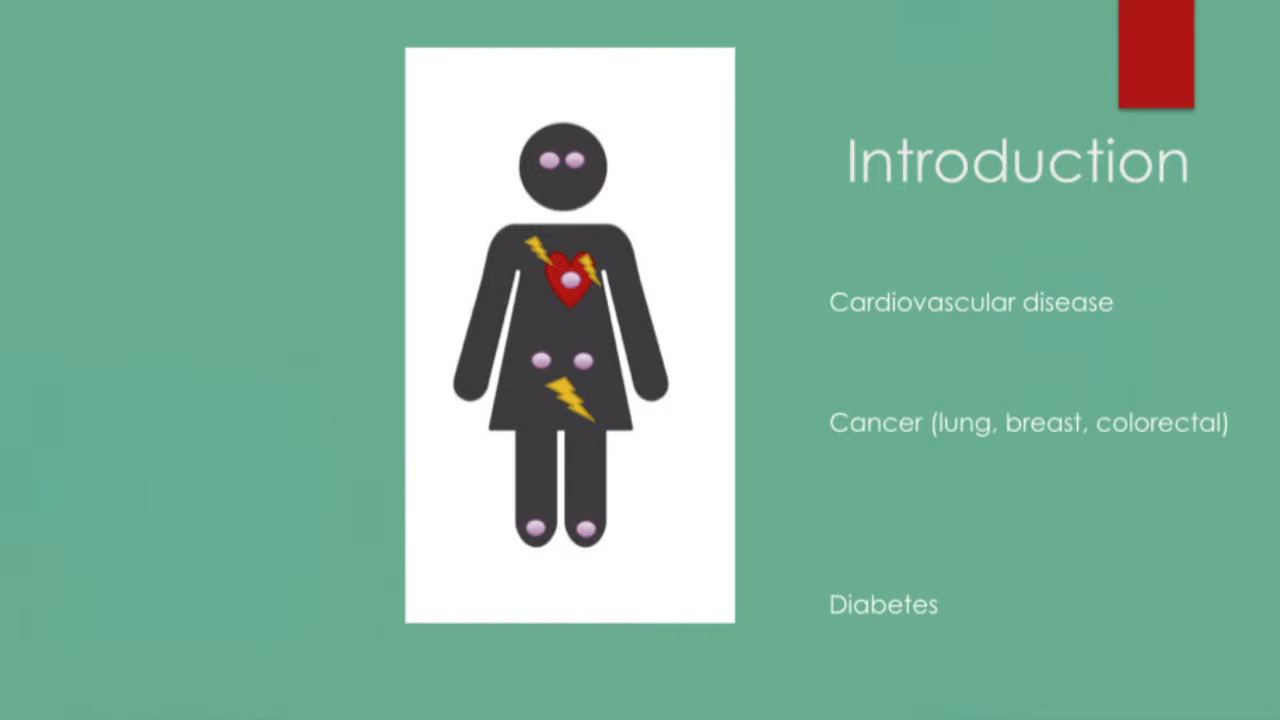 Introduction
Cardiovascular disease
Cancer (lung, breast, colorectal)
Diabetes